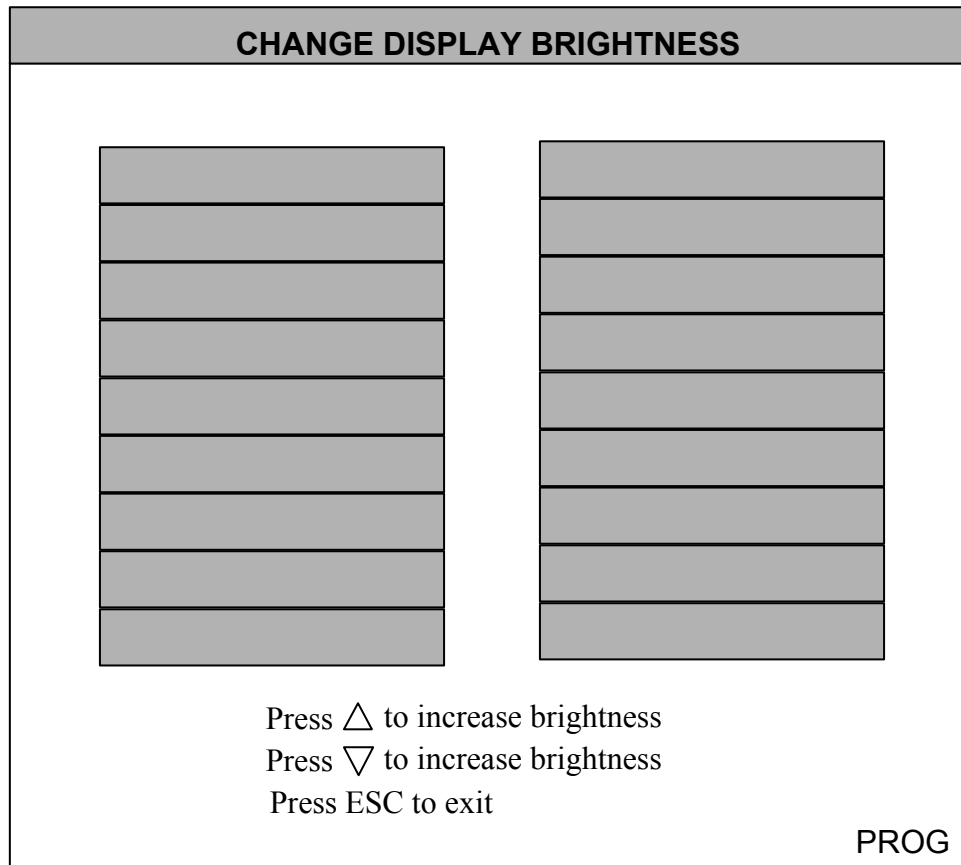 CHANGE DISPLAY BRIGHTNESS
Press △ to increase brightness
Press ▽ to increase brightness
Press ESC to exit
PROG